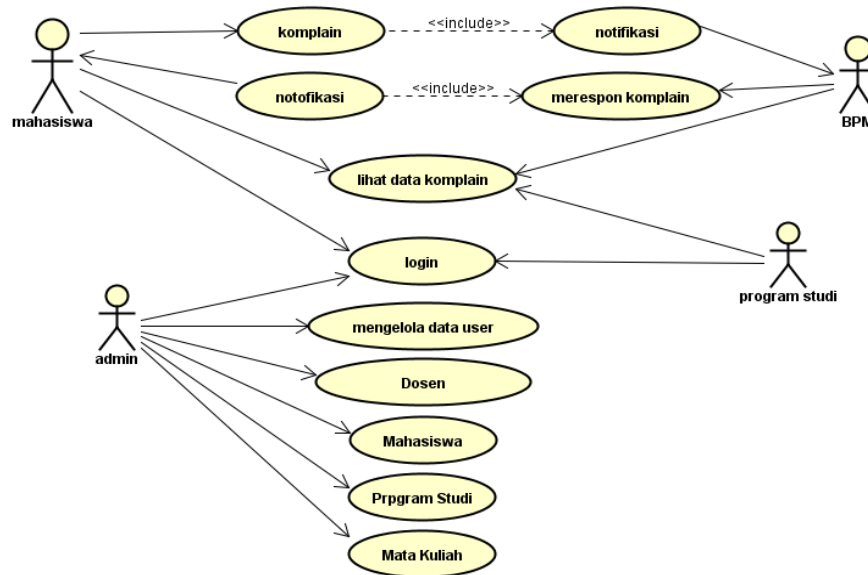 komplain
<<include>>
notifikasi
mahasiswa
notofikasi
<<include>>
merespon komplain
BPM
lihat data komplain
login
program studi
admin
mengelola data user
Dosen
Mahasiswa
Prpgram Studi
Mata Kuliah